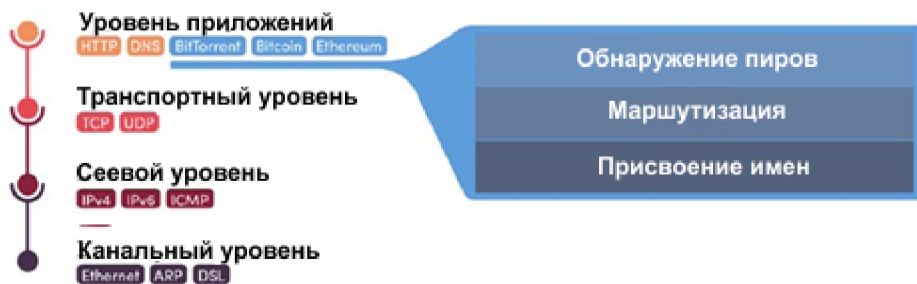 Уровень приложений
HTTP DNS BitTorrent Bitcoin Ethereum
Транспортный уровень
TCP UDP
Сеевой уровень
IPv4 IPv6 ICMP
Канальный уровень
Ethernet ARP DSL
Обнаружение пиров
Маршутизация
Присвоение имен